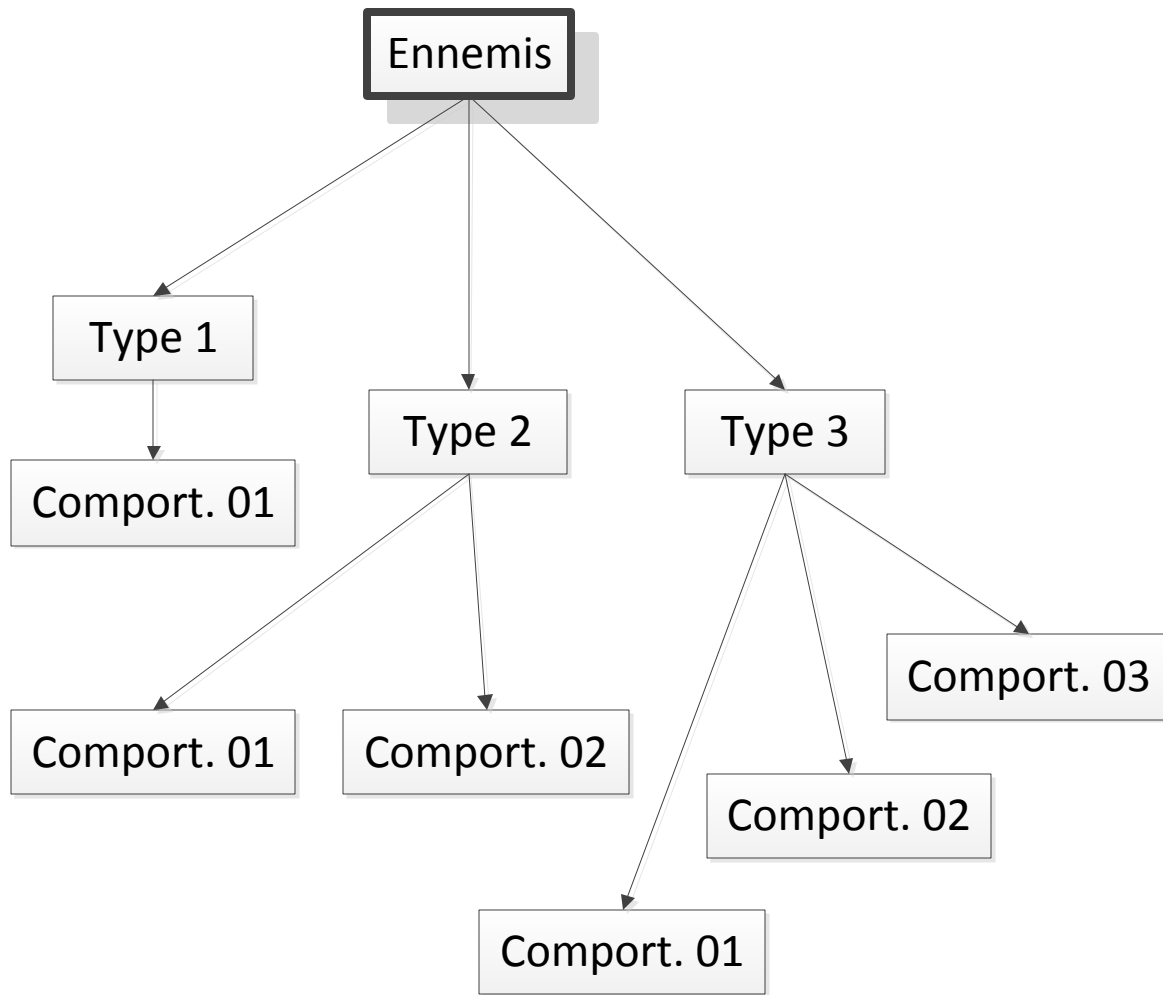 Ennemis
Type 1
Type 2
Type 3
Comport. 01
Comport. 01
Comport. 02
Comport. 03
Comport. 02
Comport. 01